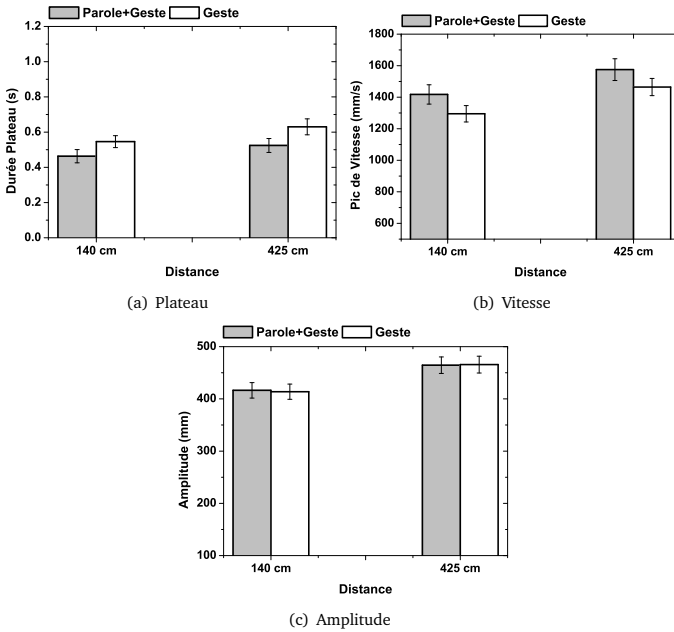 Parole+Geste Geste
1.2
1.0
0.8
0.6
0.4
0.2
0.0
Durée Plateau (s)
140 cm 425 cm
Distance
(a) Plateau
Parole+Geste Geste
1800
1600
1400
1200
1000
800
600
Pic de Vitesse (mm/s)
140 cm 425 cm
Distance
(b) Vitesse
Parole+Geste Geste
500
400
300
200
100
Amplitude (mm)
140 cm 425 cm
Distance
(c) Amplitude